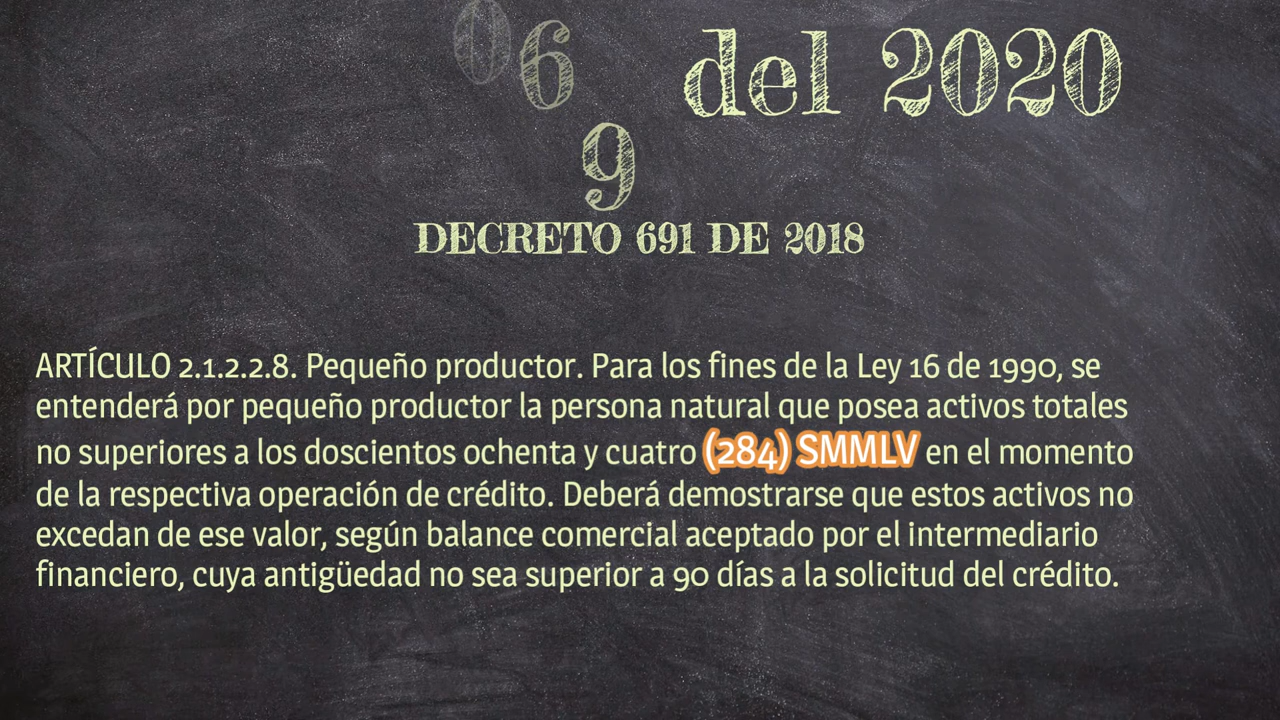 06 del 2020
9
DECRETO 691 DE 2018
ARTÍCULO 2.1.2.2.8. Pequeño productor. Para los fines de la Ley 16 de 1990, se
entenderá por pequeño productor la persona natural que posea activos totales
no superiores a los doscientos ochenta y cuatro (284) SMMLV en el momento
de la respectiva operación de crédito. Deberá demostrarse que estos activos no
excedan de ese valor, según balance comercial aceptado por el intermediario
financiero, cuya antigüedad no sea superior a 90 días a la solicitud del crédito.